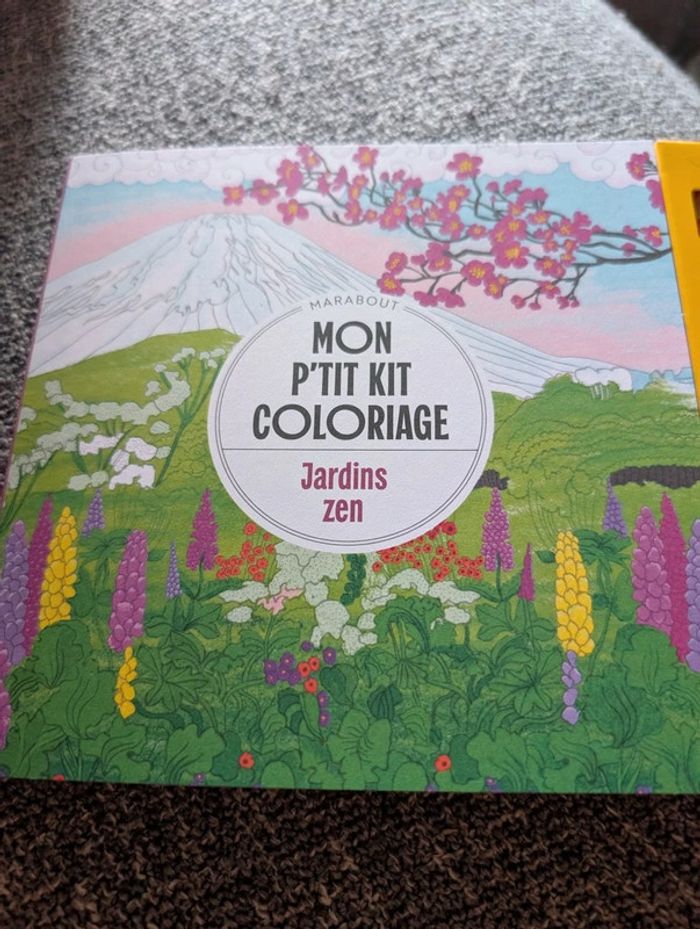 MARABOUT
MON
P'TIT KIT
COLORIAGE
Jardins
zen